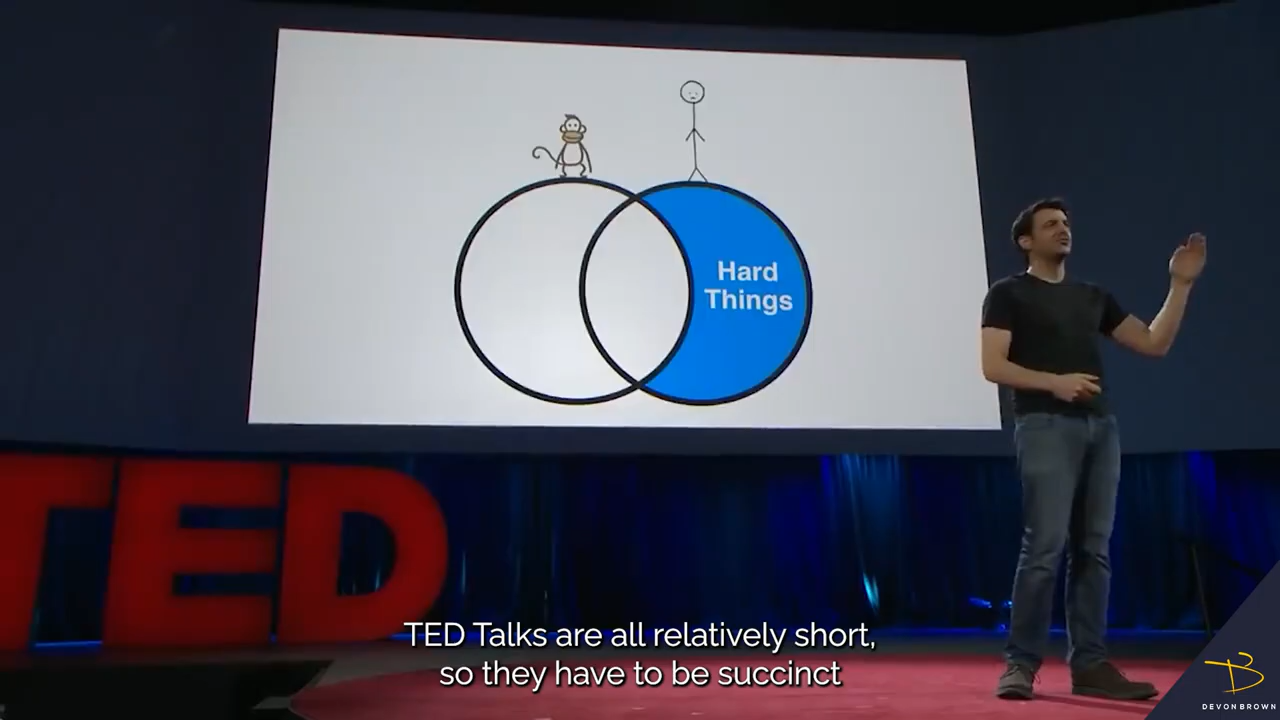 Hard
Things
TED
TED Talks are all relatively short,
so they have to be succinct
DEVON BROWN